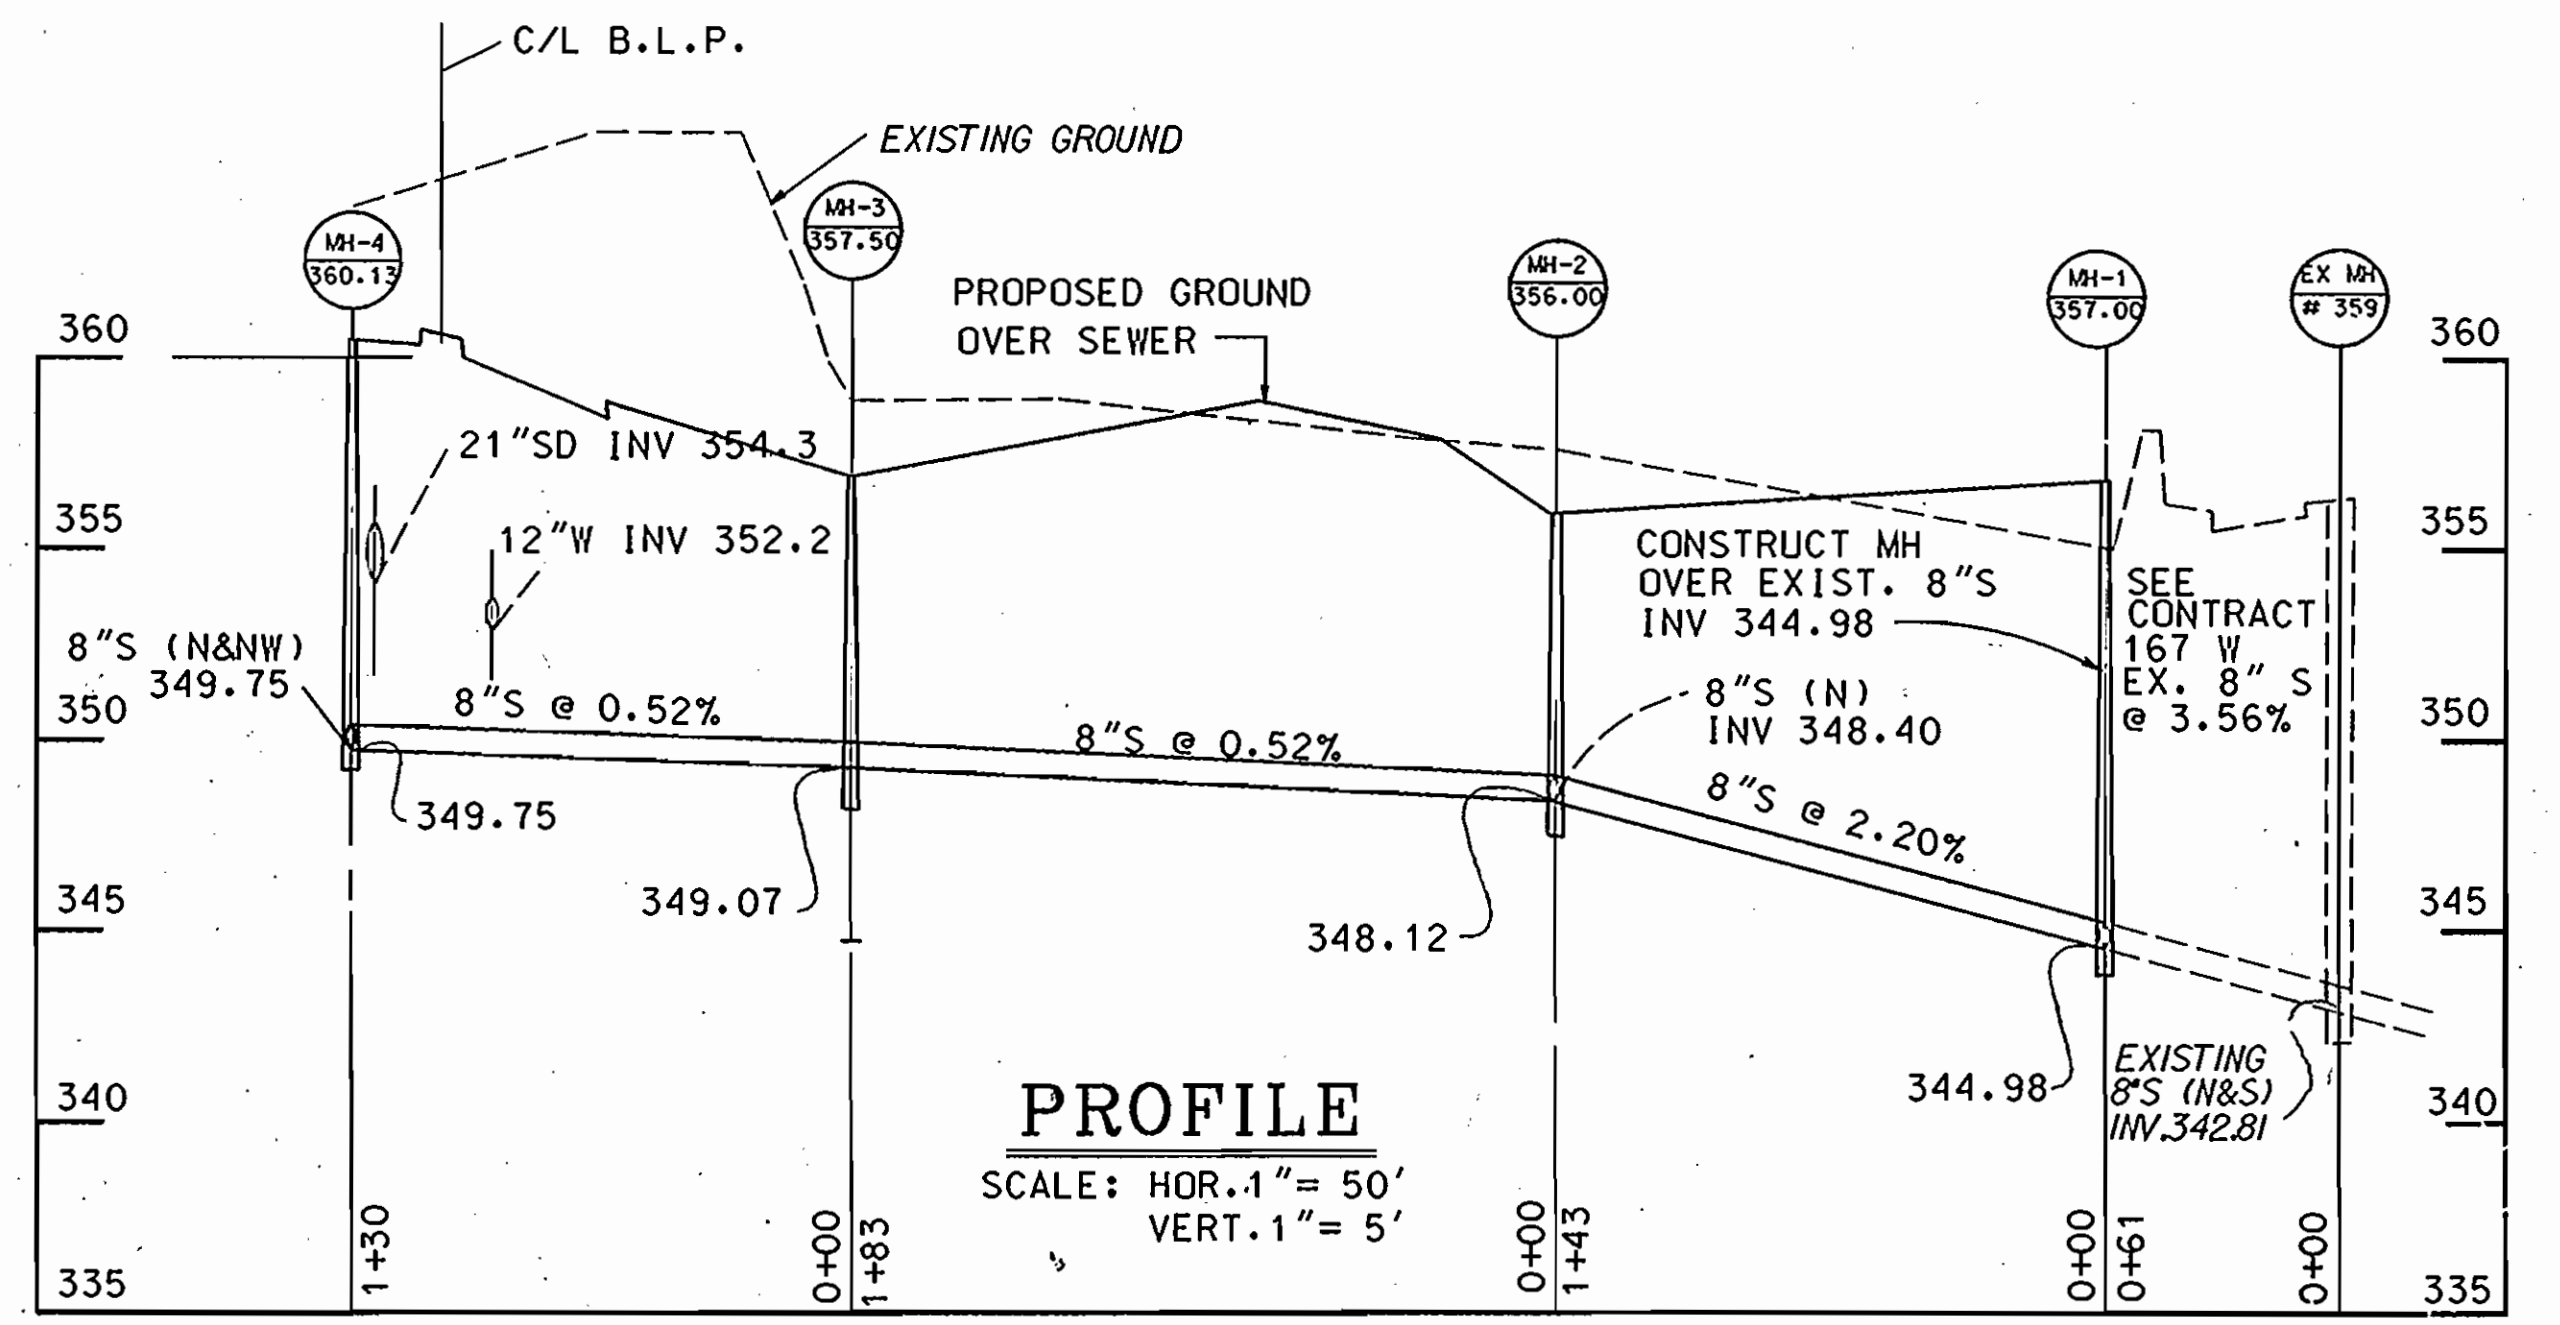 C/L B.L.P.
EXISTING GROUND
MH-4
360.13
MH-3
357.50
PROPOSED GROUND
OVER SEWER
MH-2
356.00
MH-1
357.00
EX MH
# 359
360
355
350
345
340
335
21"SD INV 354.3
12"W INV 352.2
8"S (N&NW)
349.75
8"S @ 0.52%
349.75
349.07
8"S @ 0.52%
348.12
CONSTRUCT MH
OVER EXIST. 8"S
INV 344.98
8"S (N)
INV 348.40
8"S @ 2.20%
344.98
SEE
CONTRACT
167 W
EX. 8" S
@ 3.56%
EXISTING
8"S (N&S)
INV.342.81
360
355
350
345
340
335
PROFILE
SCALE: HOR. 1"= 50'
VERT. 1"= 5'
1+30
0+00
1+83
0+00
1+43
0+00
0+61
0+00